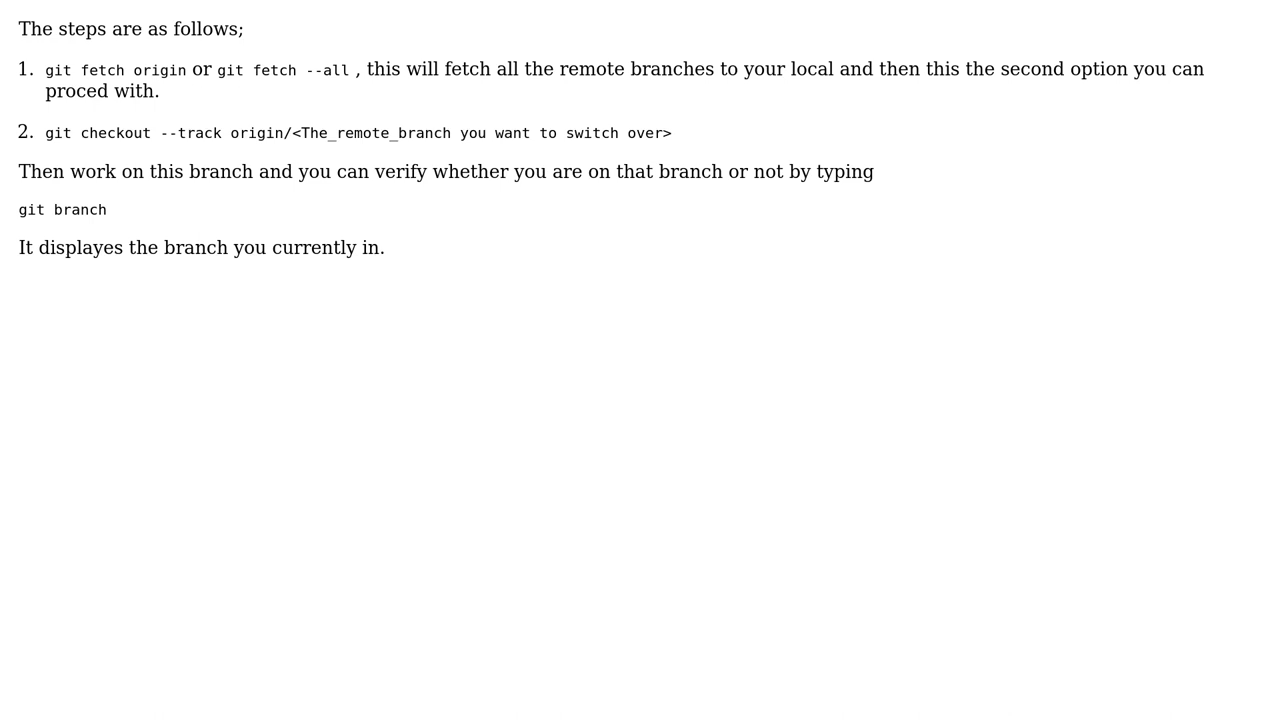 The steps are as follows;
1. git fetch origin or git fetch --all , this will fetch all the remote branches to your local and then this the second option you can
proced with.
2. git checkout --track origin/<The_remote_branch you want to switch over>
Then work on this branch and you can verify whether you are on that branch or not by typing
git branch
It displayes the branch you currently in.